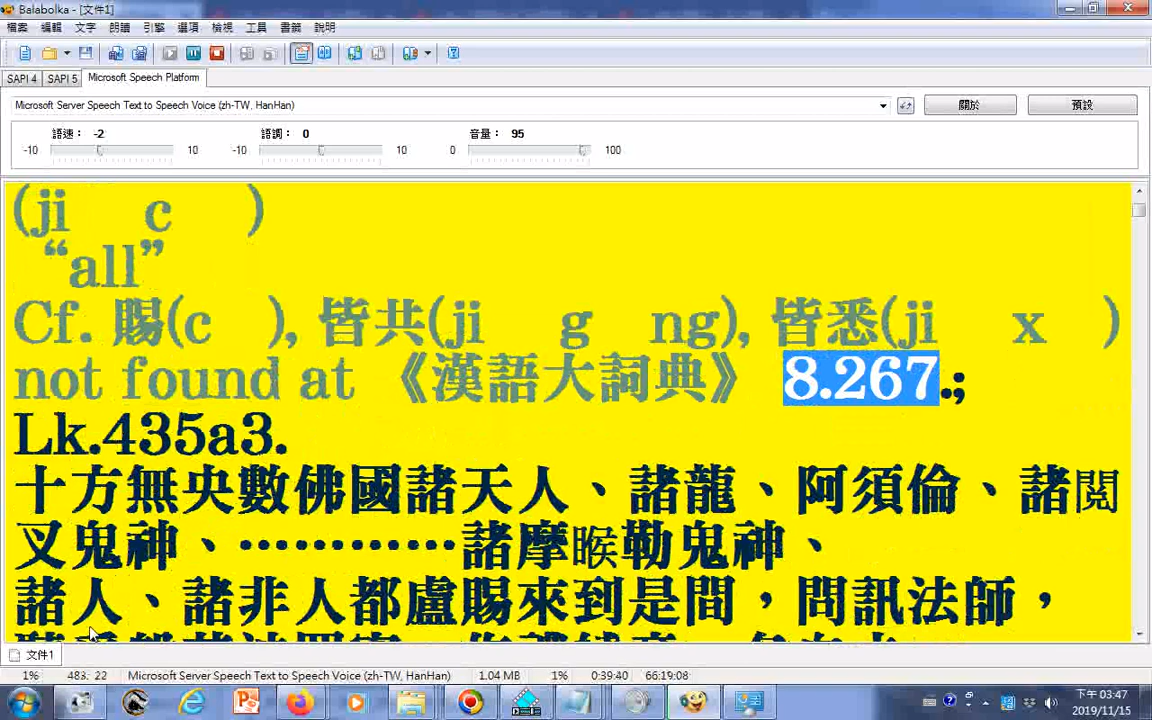 Balabolka - [文件1]
檔案 編輯 文字 朗讀 引擎 選項 檢視 工具 書籤 說明
SAPI 4 SAPI 5 Microsoft Speech Platform
Microsoft Server Speech Text to Speech Voice (zh-TW, HanHan) 關於 預設
語速： -2 語調： 0 音量： 95
-10 10 -10 10 0 100
(ji c )
“all”
Cf. 賜(c ), 皆共(ji g ng), 皆悉(ji x )
not found at 《漢語大詞典》 8.267.;
Lk.435a3.
十方無央數佛國諸天人、諸龍、阿須倫、諸閱
叉鬼神、…………諸摩睺勒鬼神、
諸人、諸非人都盧賜來到是間，問訊法師，
文件1
1% 483: 22 Microsoft Server Speech Text to Speech Voice (zh-TW, HanHan) 1.04 MB 1% 0:39:40 66:19:08
下午 03:47
2019/11/15